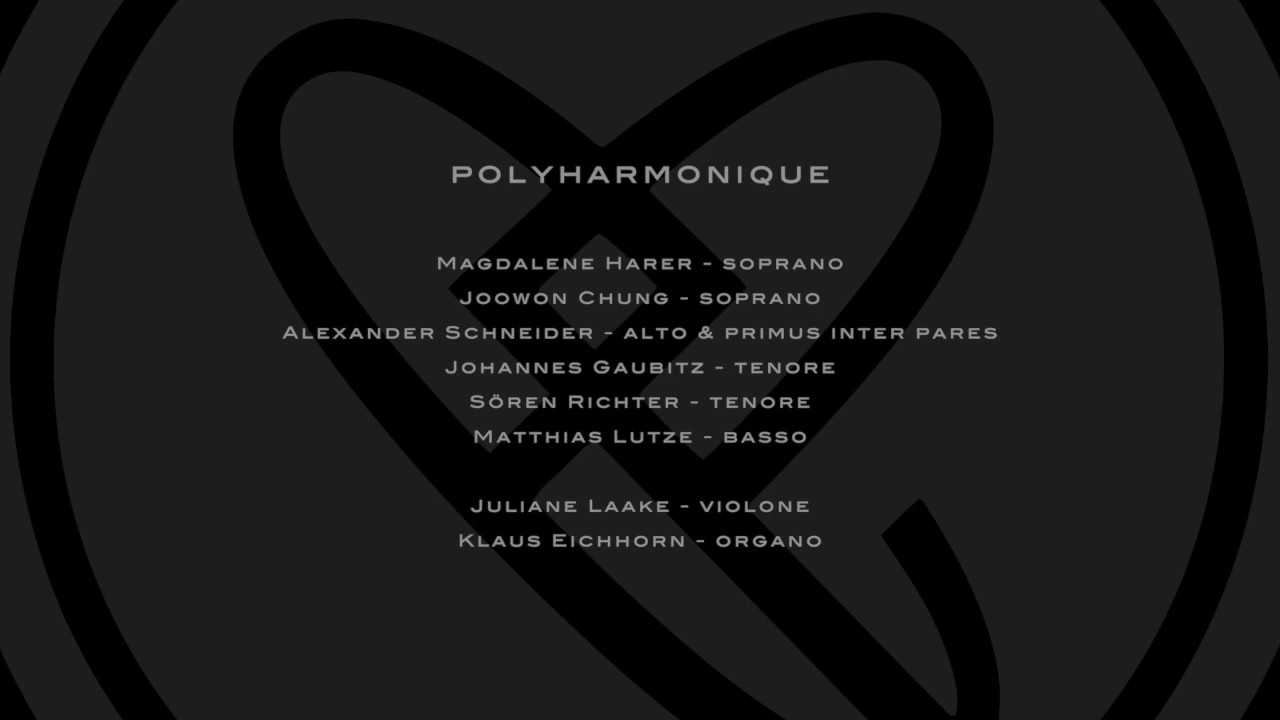 POLYHARMONIQUE
Magdalene Harer - soprano
Joowon Chung - soprano
Alexander Schneider - alto & primus inter pares
Johannes Gaubitz - tenore
Sören Richter - tenore
Matthias Lutze - basso
Juliane Laake - violone
Klaus Eichhorn - organo